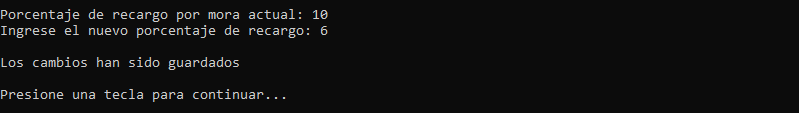 Porcentaje de recargo por mora actual: 10
Ingrese el nuevo porcentaje de recargo: 6
Los cambios han sido guardados
Presione una tecla para continuar...